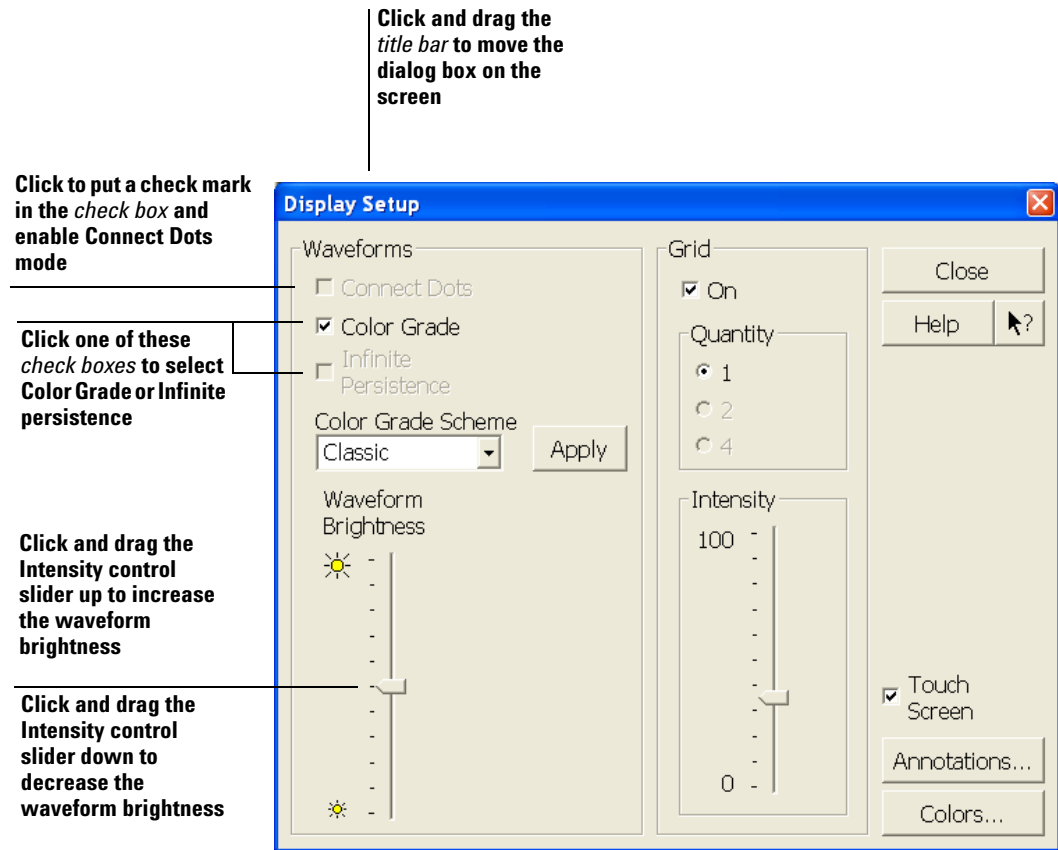 Click and drag the
title bar to move the
dialog box on the
screen
Click to put a check mark
in the check box and
enable Connect Dots
mode
Click one of these
check boxes to select
Color Grade or Infinite
persistence
Click and drag the
Intensity control
slider up to increase
the waveform
brightness
Click and drag the
Intensity control
slider down to
decrease the
waveform brightness
Display Setup
Waveforms
Connect Dots
Color Grade
Infinite
Persistence
Color Grade Scheme
Classic
Apply
Waveform
Brightness
Grid
On
Quantity
1
2
4
Intensity
100
0
Close
Help
?
Touch
Screen
Annotations...
Colors...